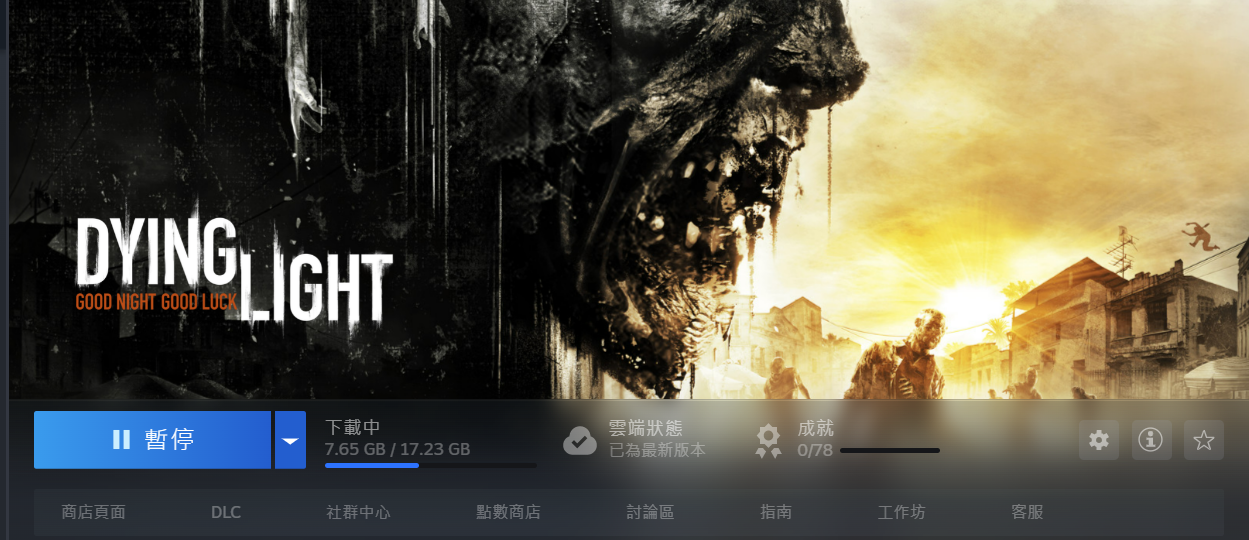 DYING
LIGHT
GOOD NIGHT GOOD LUCK
暫停
下載中
7.65 GB / 17.23 GB
雲端狀態
已為最新版本
成就
0/78
商店頁面 DLC 社群中心 點數商店 討論區 指南 工作坊 客服